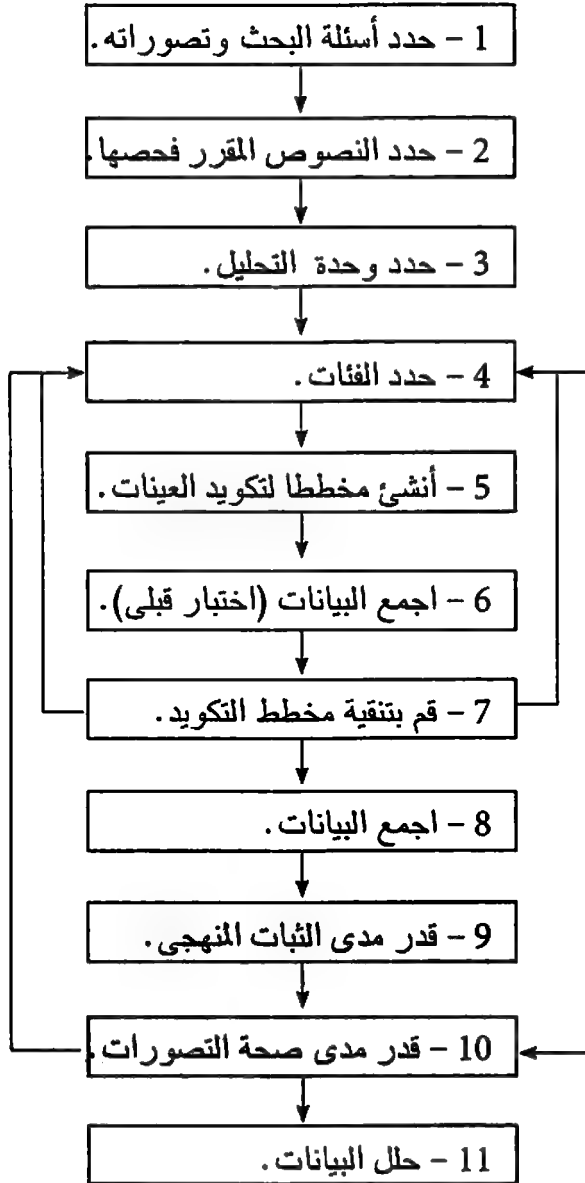 1 – حدد أسئلة البحث وتصوراته.
2 – حدد النصوص المقرر فحصها.
3 – حدد وحدة التحليل.
4 – حدد الفئات.
5 – أنشئ مخططا لتكويد العينات.
6 – اجمع البيانات (اختبار قبلى).
7 – قم بتنقية مخطط التكويد.
8 – اجمع البيانات.
9 – قدر مدى الثبات المنهجى.
10 – قدر مدى صحة التصورات.
11 – حلل البيانات.